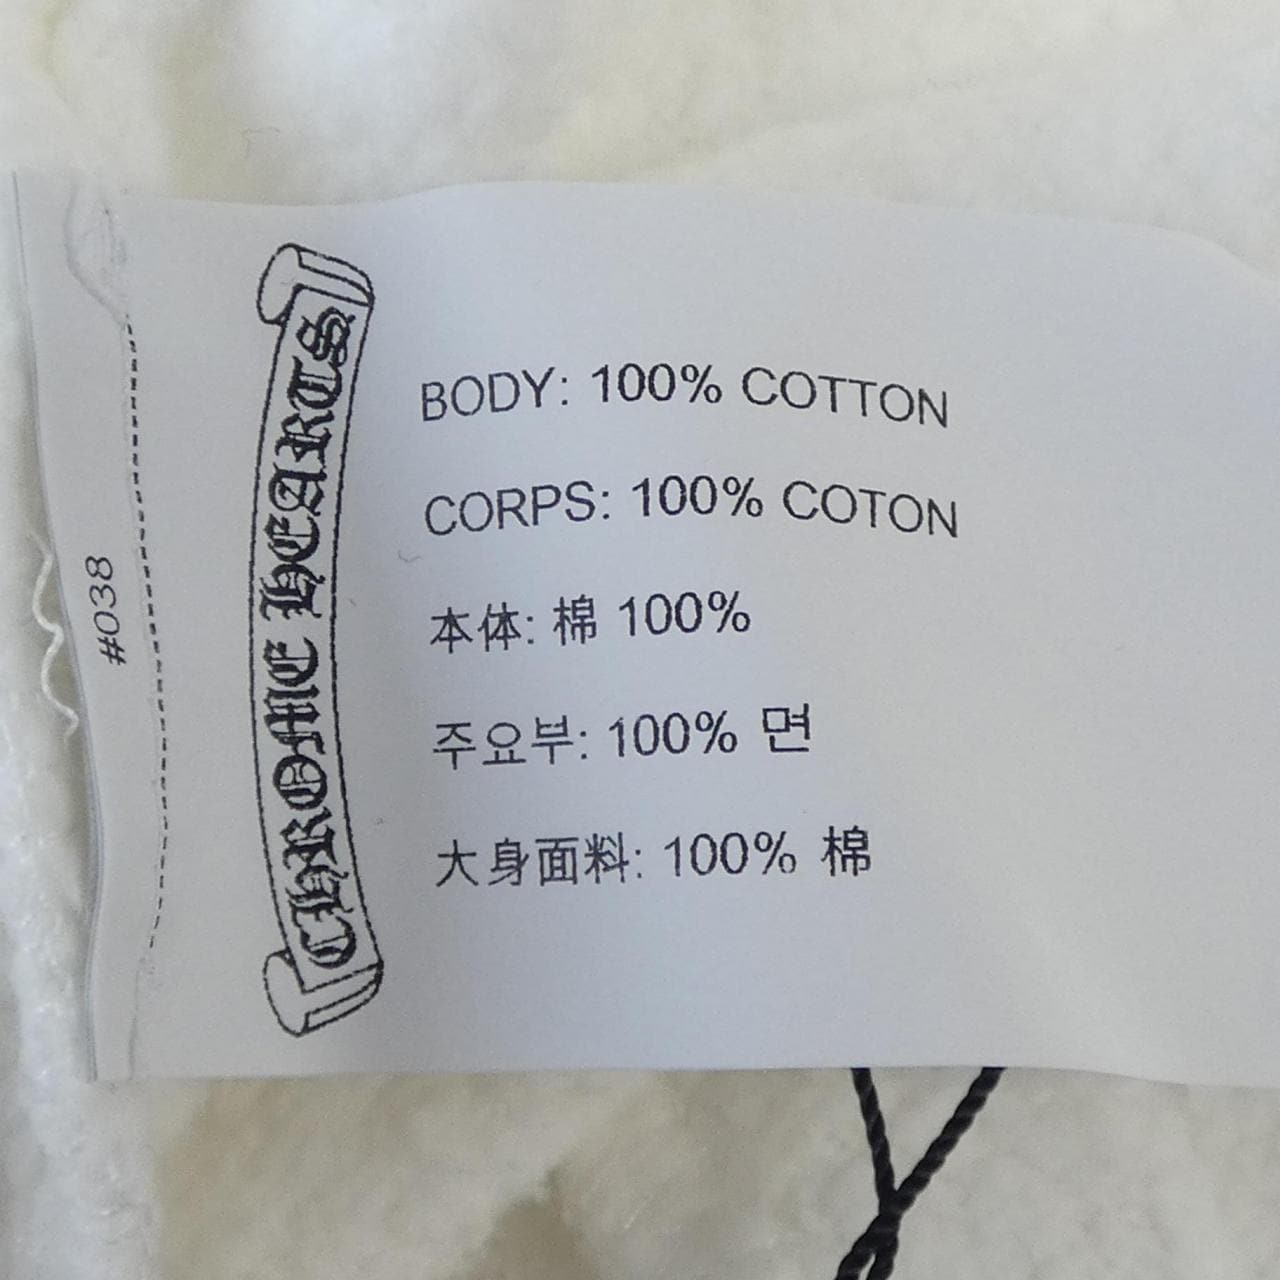 #038
CHROME HEARTS
BODY: 100% COTTON
CORPS: 100% COTON
本体: 棉 100%
주요부: 100% 면
大身面料: 100% 棉